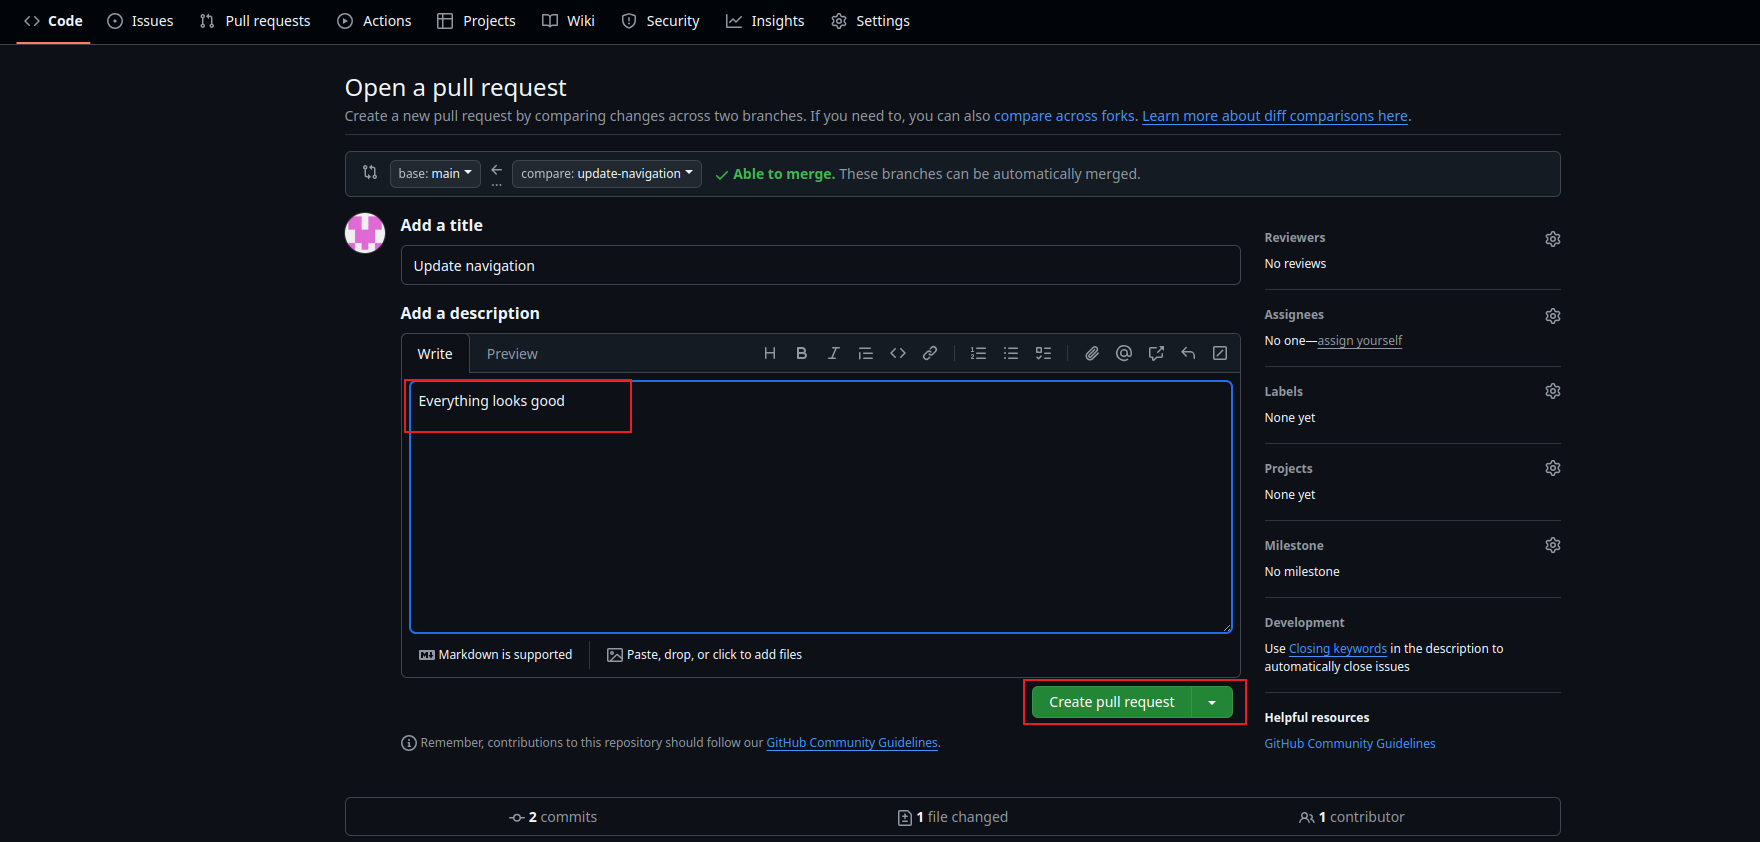 Code Issues Pull requests Actions Projects Wiki Security Insights Settings
Open a pull request
Create a new pull request by comparing changes across two branches. If you need to, you can also compare across forks. Learn more about diff comparisons here.
base: main compare: update-navigation Able to merge. These branches can be automatically merged.
Add a title
Update navigation
Add a description
Write Preview
Everything looks good
Markdown is supported Paste, drop, or click to add files
Create pull request
Remember, contributions to this repository should follow our GitHub Community Guidelines.
Reviewers
No reviews
Assignees
No one—assign yourself
Labels
None yet
Projects
None yet
Milestone
No milestone
Development
Use Closing keywords in the description to
automatically close issues
Helpful resources
GitHub Community Guidelines
2 commits 1 file changed 1 contributor